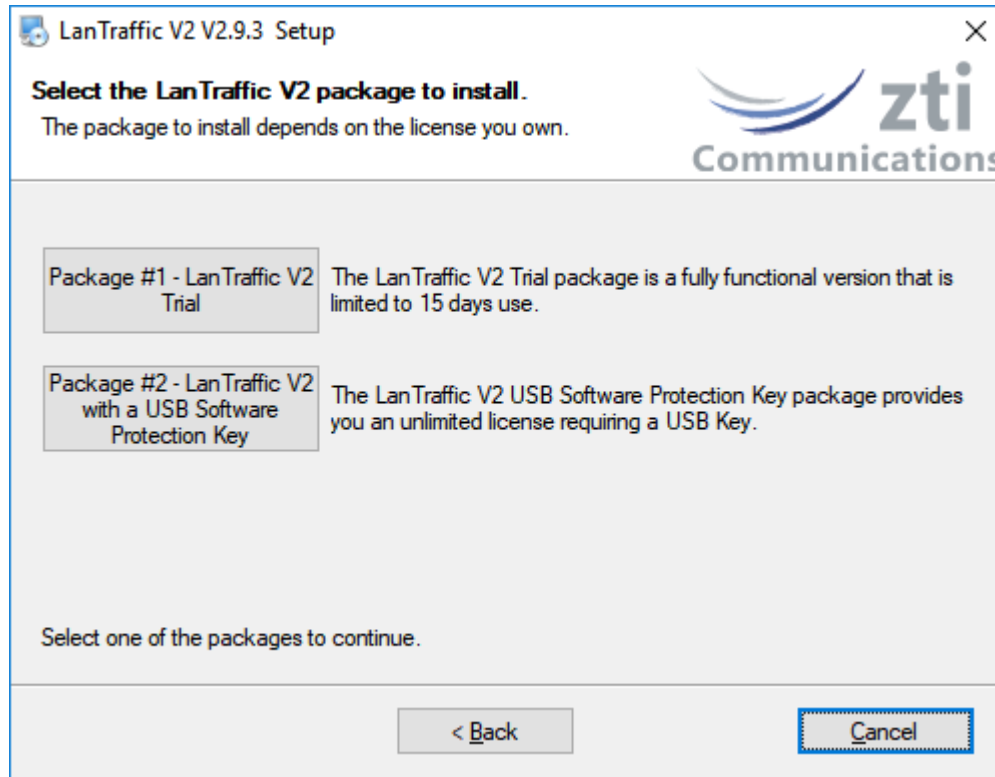 LanTraffic V2 V2.9.3 Setup
Select the LanTraffic V2 package to install.
The package to install depends on the license you own.
zti
Communications
Package #1 - LanTraffic V2
Trial
The LanTraffic V2 Trial package is a fully functional version that is
limited to 15 days use.
Package #2 - LanTraffic V2
with a USB Software
Protection Key
The LanTraffic V2 USB Software Protection Key package provides
you an unlimited license requiring a USB Key.
Select one of the packages to continue.
< Back
Cancel